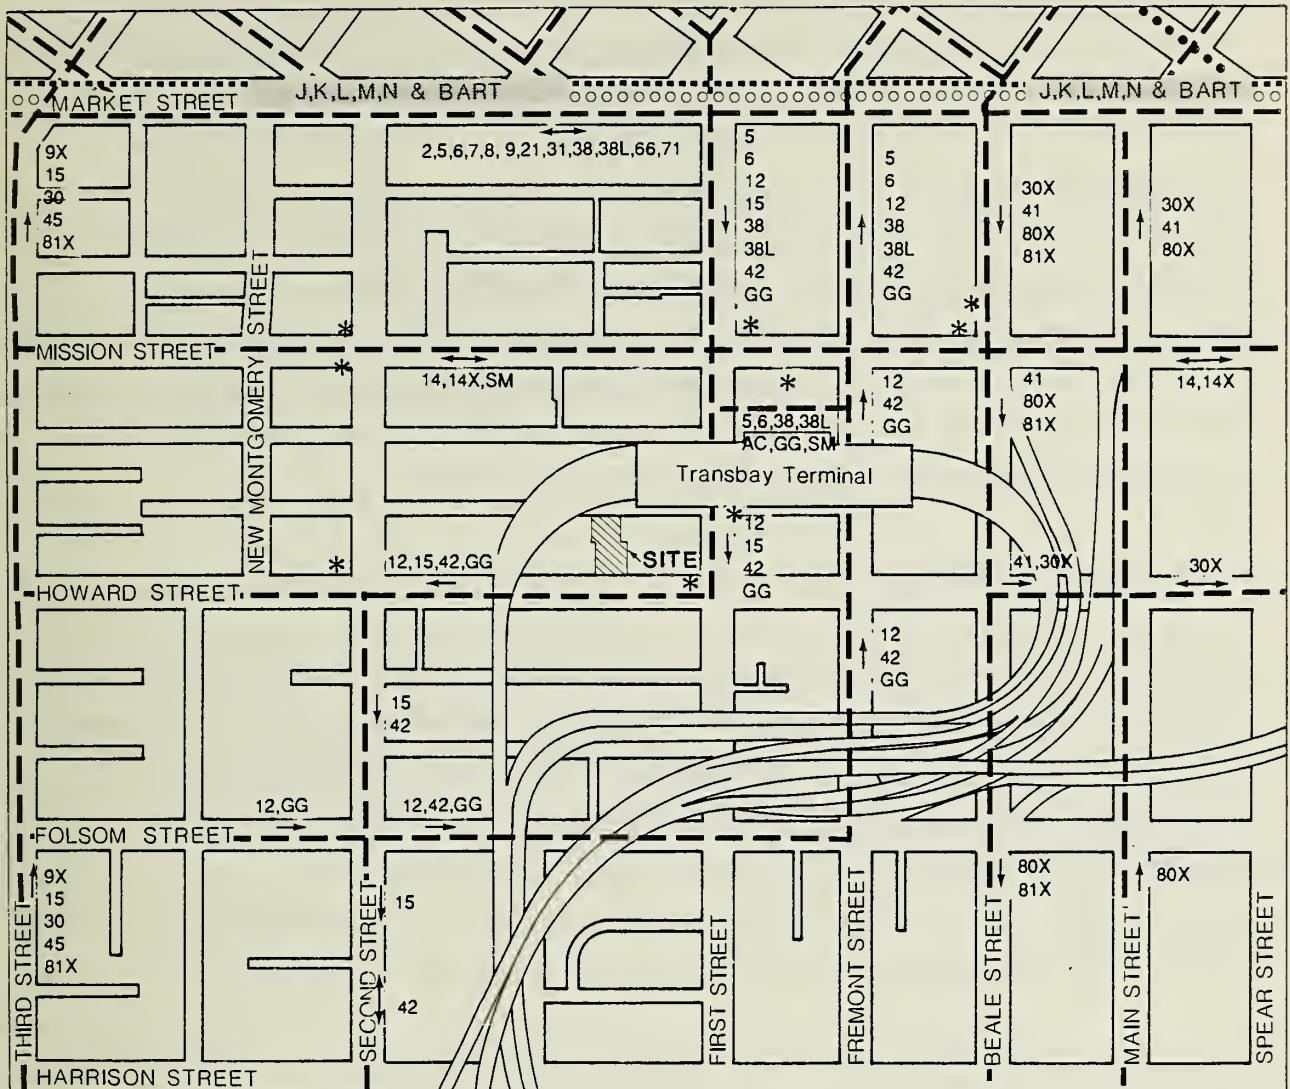 J,K,L,M,N & BART
J,K,L,M,N & BART
MARKET STREET
9X
15
30
45
81X
2,5,6,7,8, 9,21,31,38,38L,66,71
5
6
12
15
38
38L
42
GG
5
6
12
38
38L
42
GG
30X
41
80X
81X
30X
41
80X
*
*
*
*
MISSION STREET
*
14,14X,SM
*
12
42
GG
41
80X
81X
14,14X
5,6,38,38L
AC,GG,SM
Transbay Terminal
NEW MONTGOMERY STREET
*
12
15
42
GG
*
12,15,42,GG
SITE
*
41,30X
30X
HOWARD STREET
12
42
GG
15
42
12,GG
12,42,GG
FOLSOM STREET
9X
15
30
45
81X
15
42
80X
81X
80X
THIRD STREET
SECOND STREET
FIRST STREET
FREMONT STREET
BEALE STREET
MAIN STREET
SPEAR STREET
HARRISON STREET